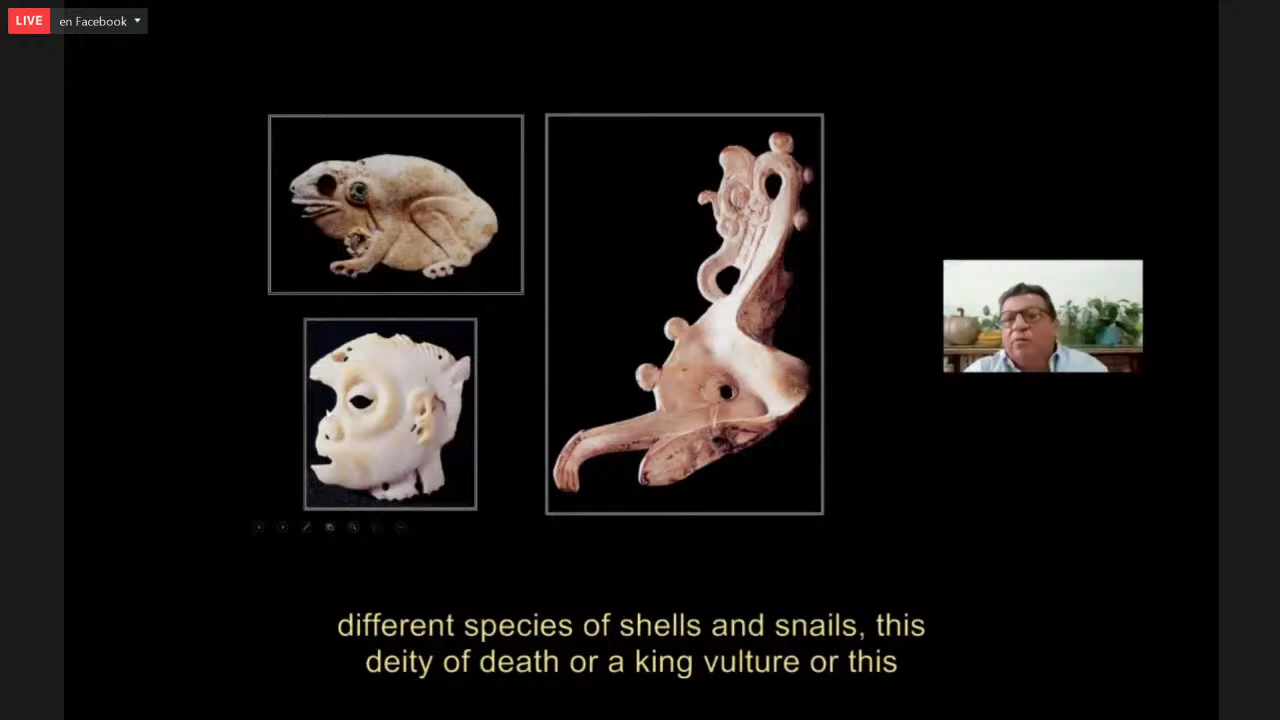 LIVE en Facebook
different species of shells and snails, this
deity of death or a king vulture or this